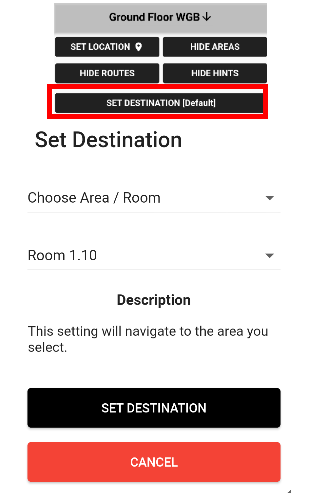 Ground Floor WGB↓
SET LOCATION HIDE AREAS
HIDE ROUTES HIDE HINTS
SET DESTINATION [Default]
Set Destination
Choose Area / Room
Room 1.10
Description
This setting will navigate to the area you
select.
SET DESTINATION
CANCEL